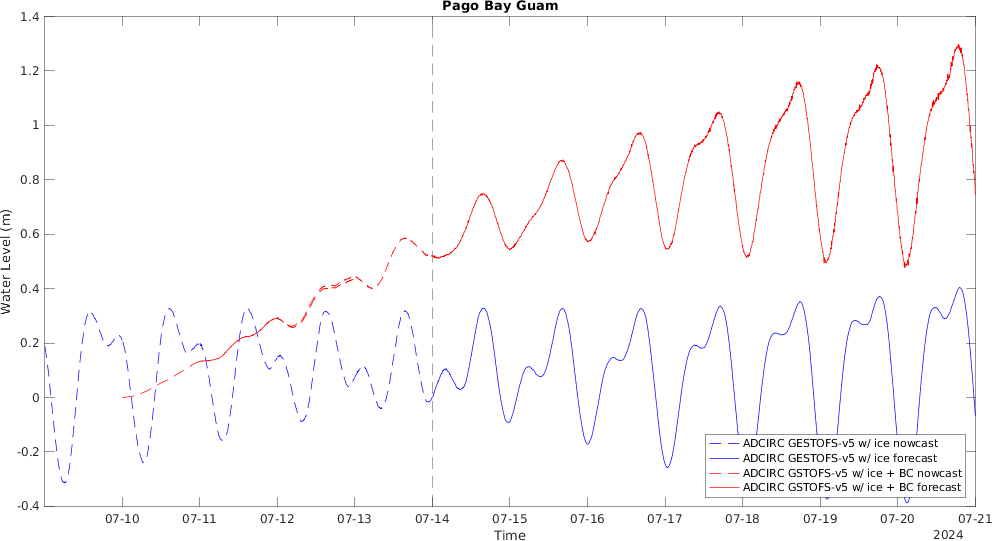 Pago Bay Guam
1.4
1.2
1
0.8
0.6
0.4
0.2
0
-0.2
-0.4
Water Level (m)
ADCIRC GESTOFS-v5 w/ ice nowcast
ADCIRC GESTOFS-v5 w/ ice forecast
ADCIRC GSTOFS-v5 w/ ice + BC nowcast
ADCIRC GSTOFS-v5 w/ ice + BC forecast
07-10 07-11 07-12 07-13 07-14 07-15 07-16 07-17 07-18 07-19 07-20 07-21
Time
2024